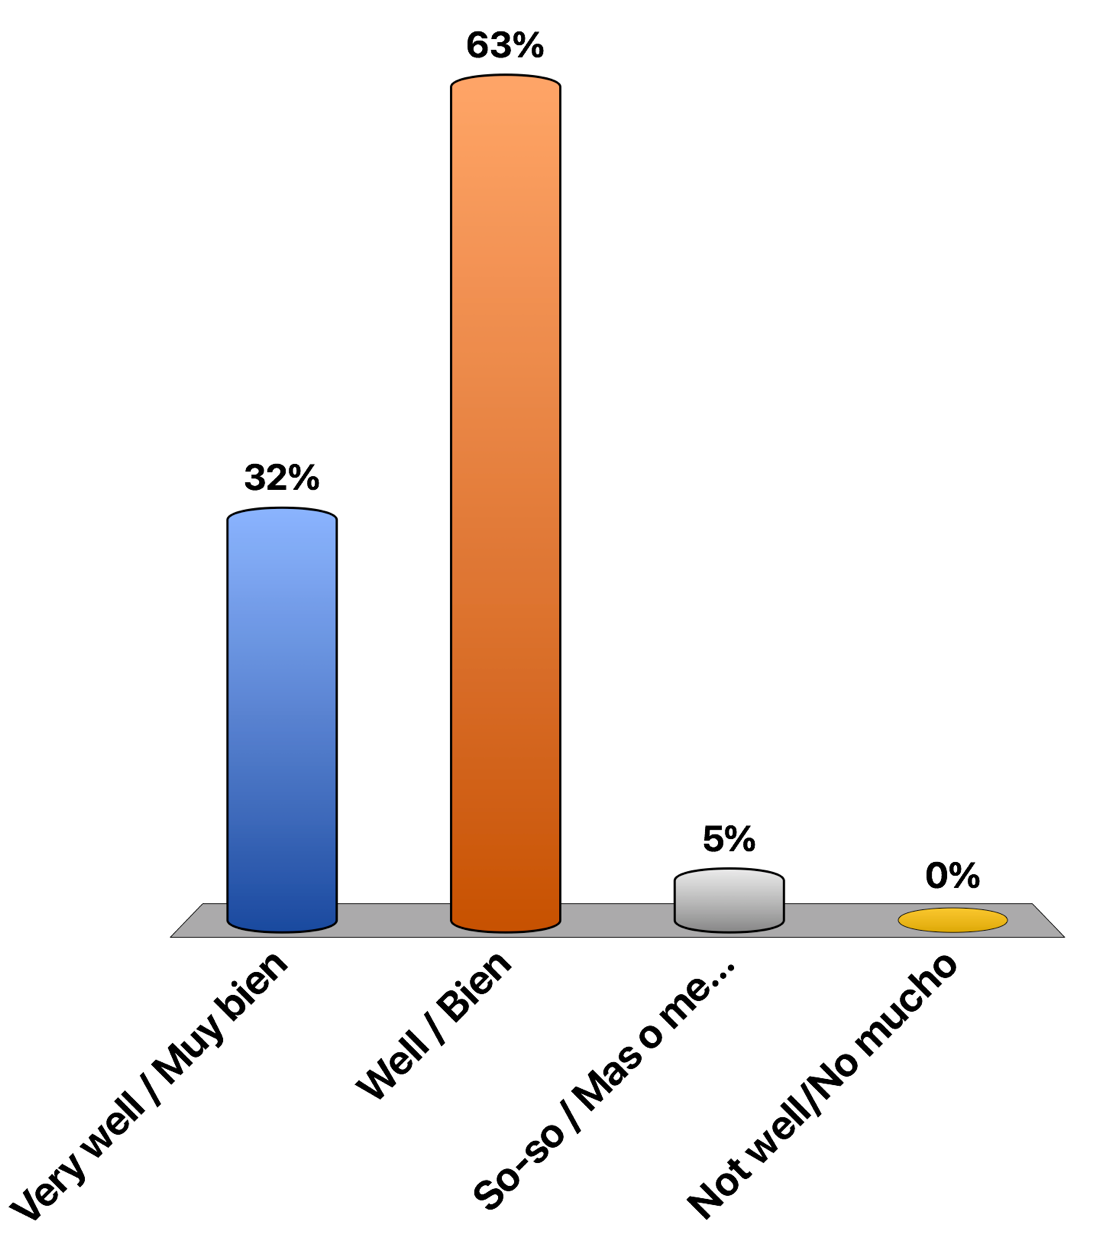 63%
32%
5%
0%
Very well / Muy bien
Well / Bien
So-so / Mas o me...
Not well/No mucho